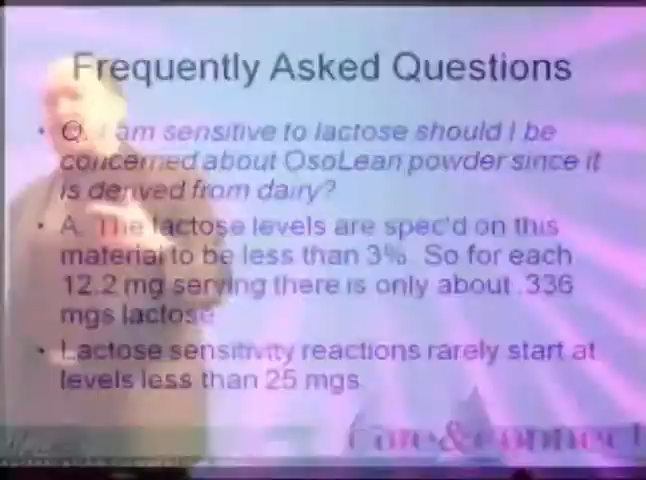 Frequently Asked Questions
• Q. I am sensitive to lactose should I be
concerned about OsoLean powder since it
is derived from dairy?
• A. The lactose levels are spec'd on this
material to be less than 3%. So for each
12.2 mg serving there is only about .336
mgs lactose
• Lactose sensitivity reactions rarely start at
levels less than 25 mgs
Care&connect